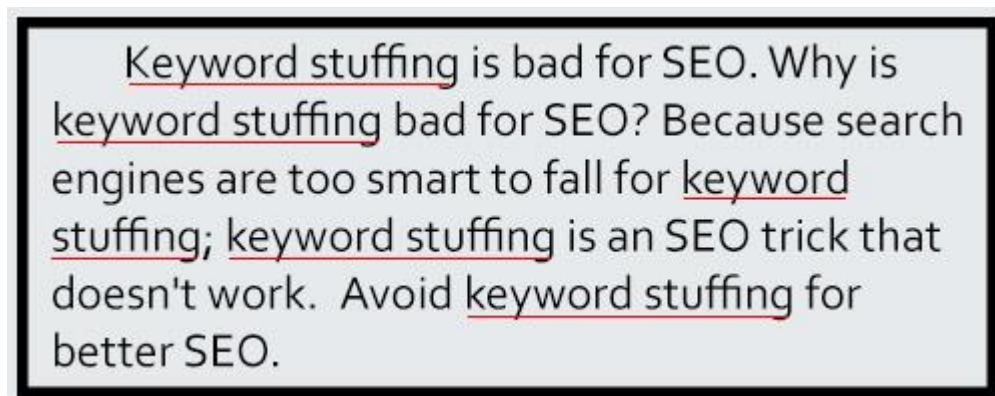 Keyword stuffing is bad for SEO. Why is
keyword stuffing bad for SEO? Because search
engines are too smart to fall for keyword
stuffing; keyword stuffing is an SEO trick that
doesn't work.  Avoid keyword stuffing for
better SEO.